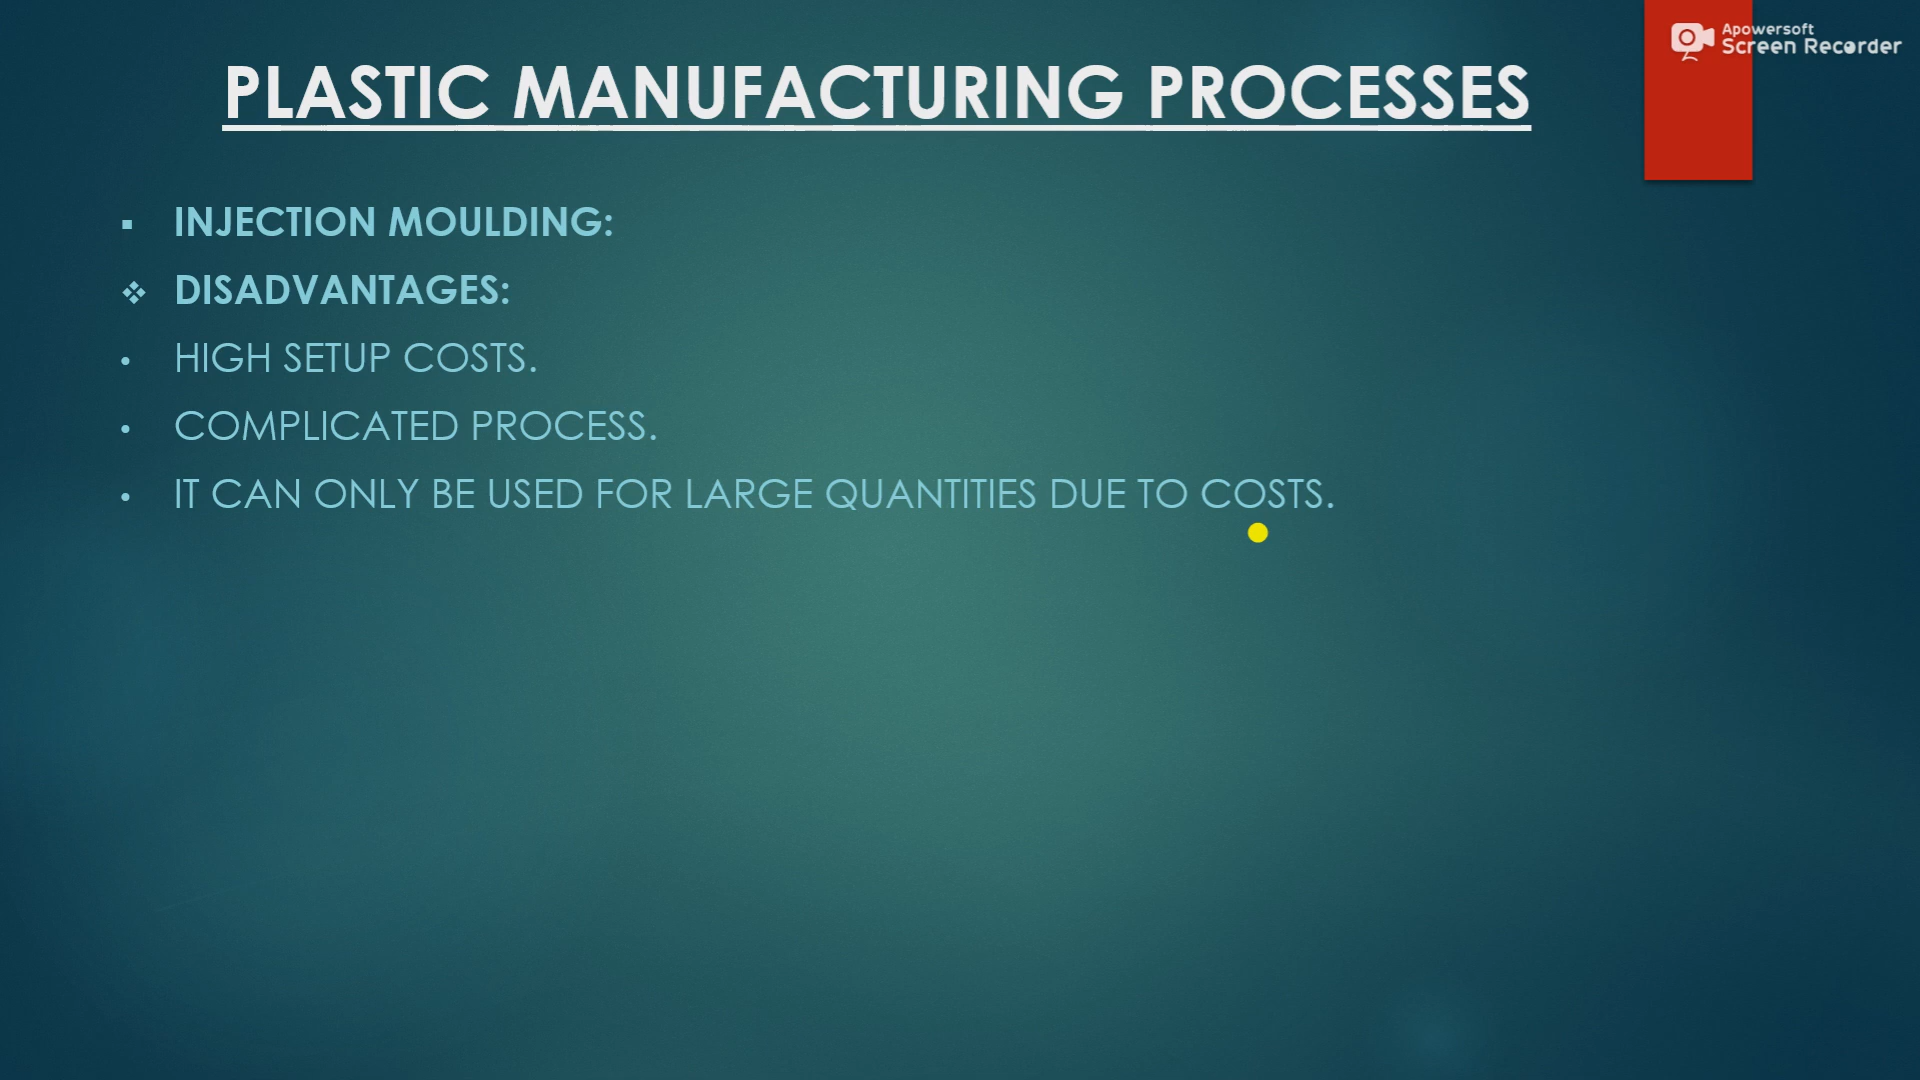 Apowersoft
Screen Recorder
PLASTIC MANUFACTURING PROCESSES
▪ INJECTION MOULDING:
❖ DISADVANTAGES:
• HIGH SETUP COSTS.
• COMPLICATED PROCESS.
• IT CAN ONLY BE USED FOR LARGE QUANTITIES DUE TO COSTS.